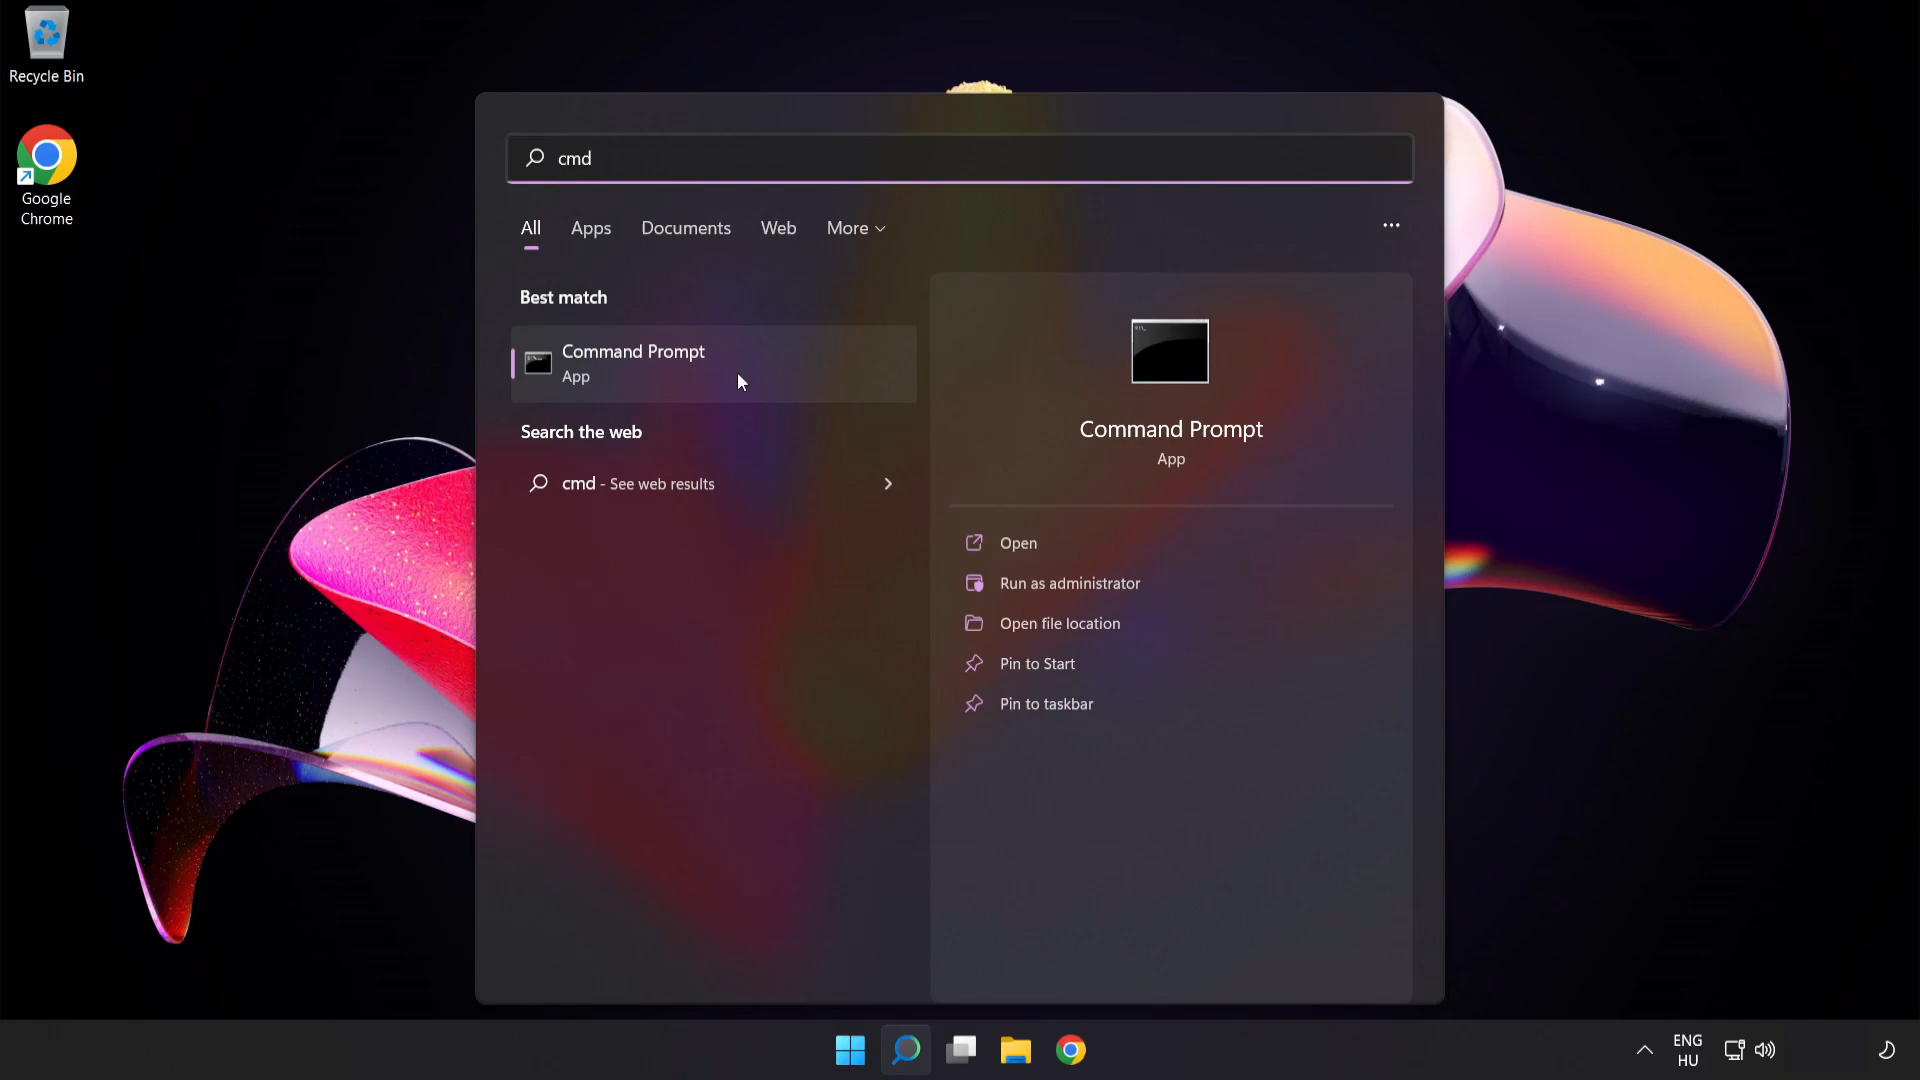 Recycle Bin
Google
Chrome
cmd
All Apps Documents Web More
Best match
Command Prompt
App
Search the web
cmd - See web results
Command Prompt
App
Open
Run as administrator
Open file location
Pin to Start
Pin to taskbar
ENG
HU